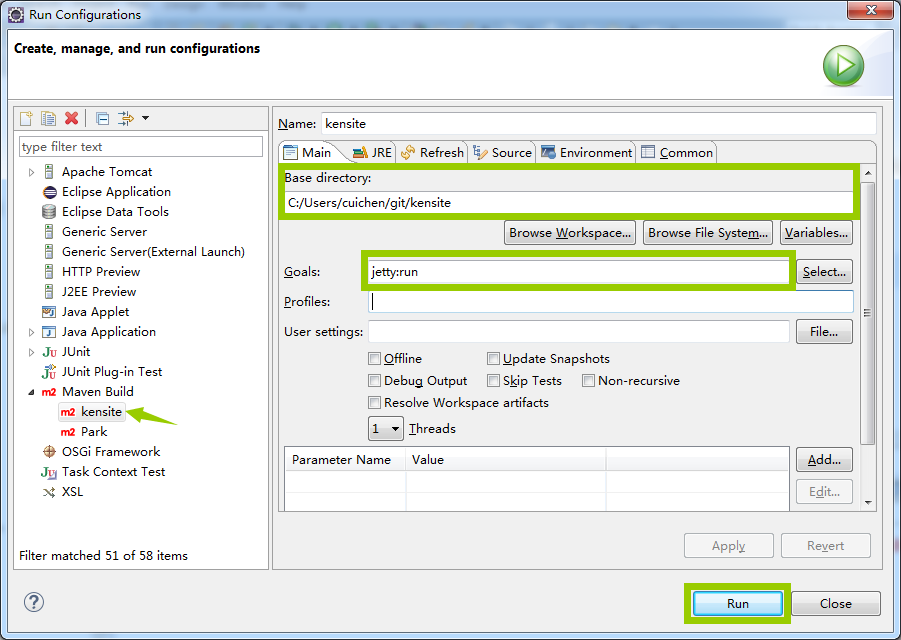 Run Configurations
Create, manage, and run configurations
type filter text
Apache Tomcat
Eclipse Application
Eclipse Data Tools
Generic Server
Generic Server(External Launch)
HTTP Preview
J2EE Preview
Java Applet
Java Application
Ju JUnit
JUnit Plug-in Test
m2 Maven Build
m2 kensite
m2 Park
OSGi Framework
Ju Task Context Test
XSL
Filter matched 51 of 58 items
Name: kensite
Main JRE Refresh Source Environment Common
Base directory:
C:/Users/cuichen/git/kensite
Browse Workspace... Browse File System... Variables...
Goals: jetty:run Select...
Profiles:
User settings: File...
Offline Update Snapshots
Debug Output Skip Tests Non-recursive
Resolve Workspace artifacts
1 Threads
Parameter Name Value Add...
Edit...
Apply Revert
? Run Close